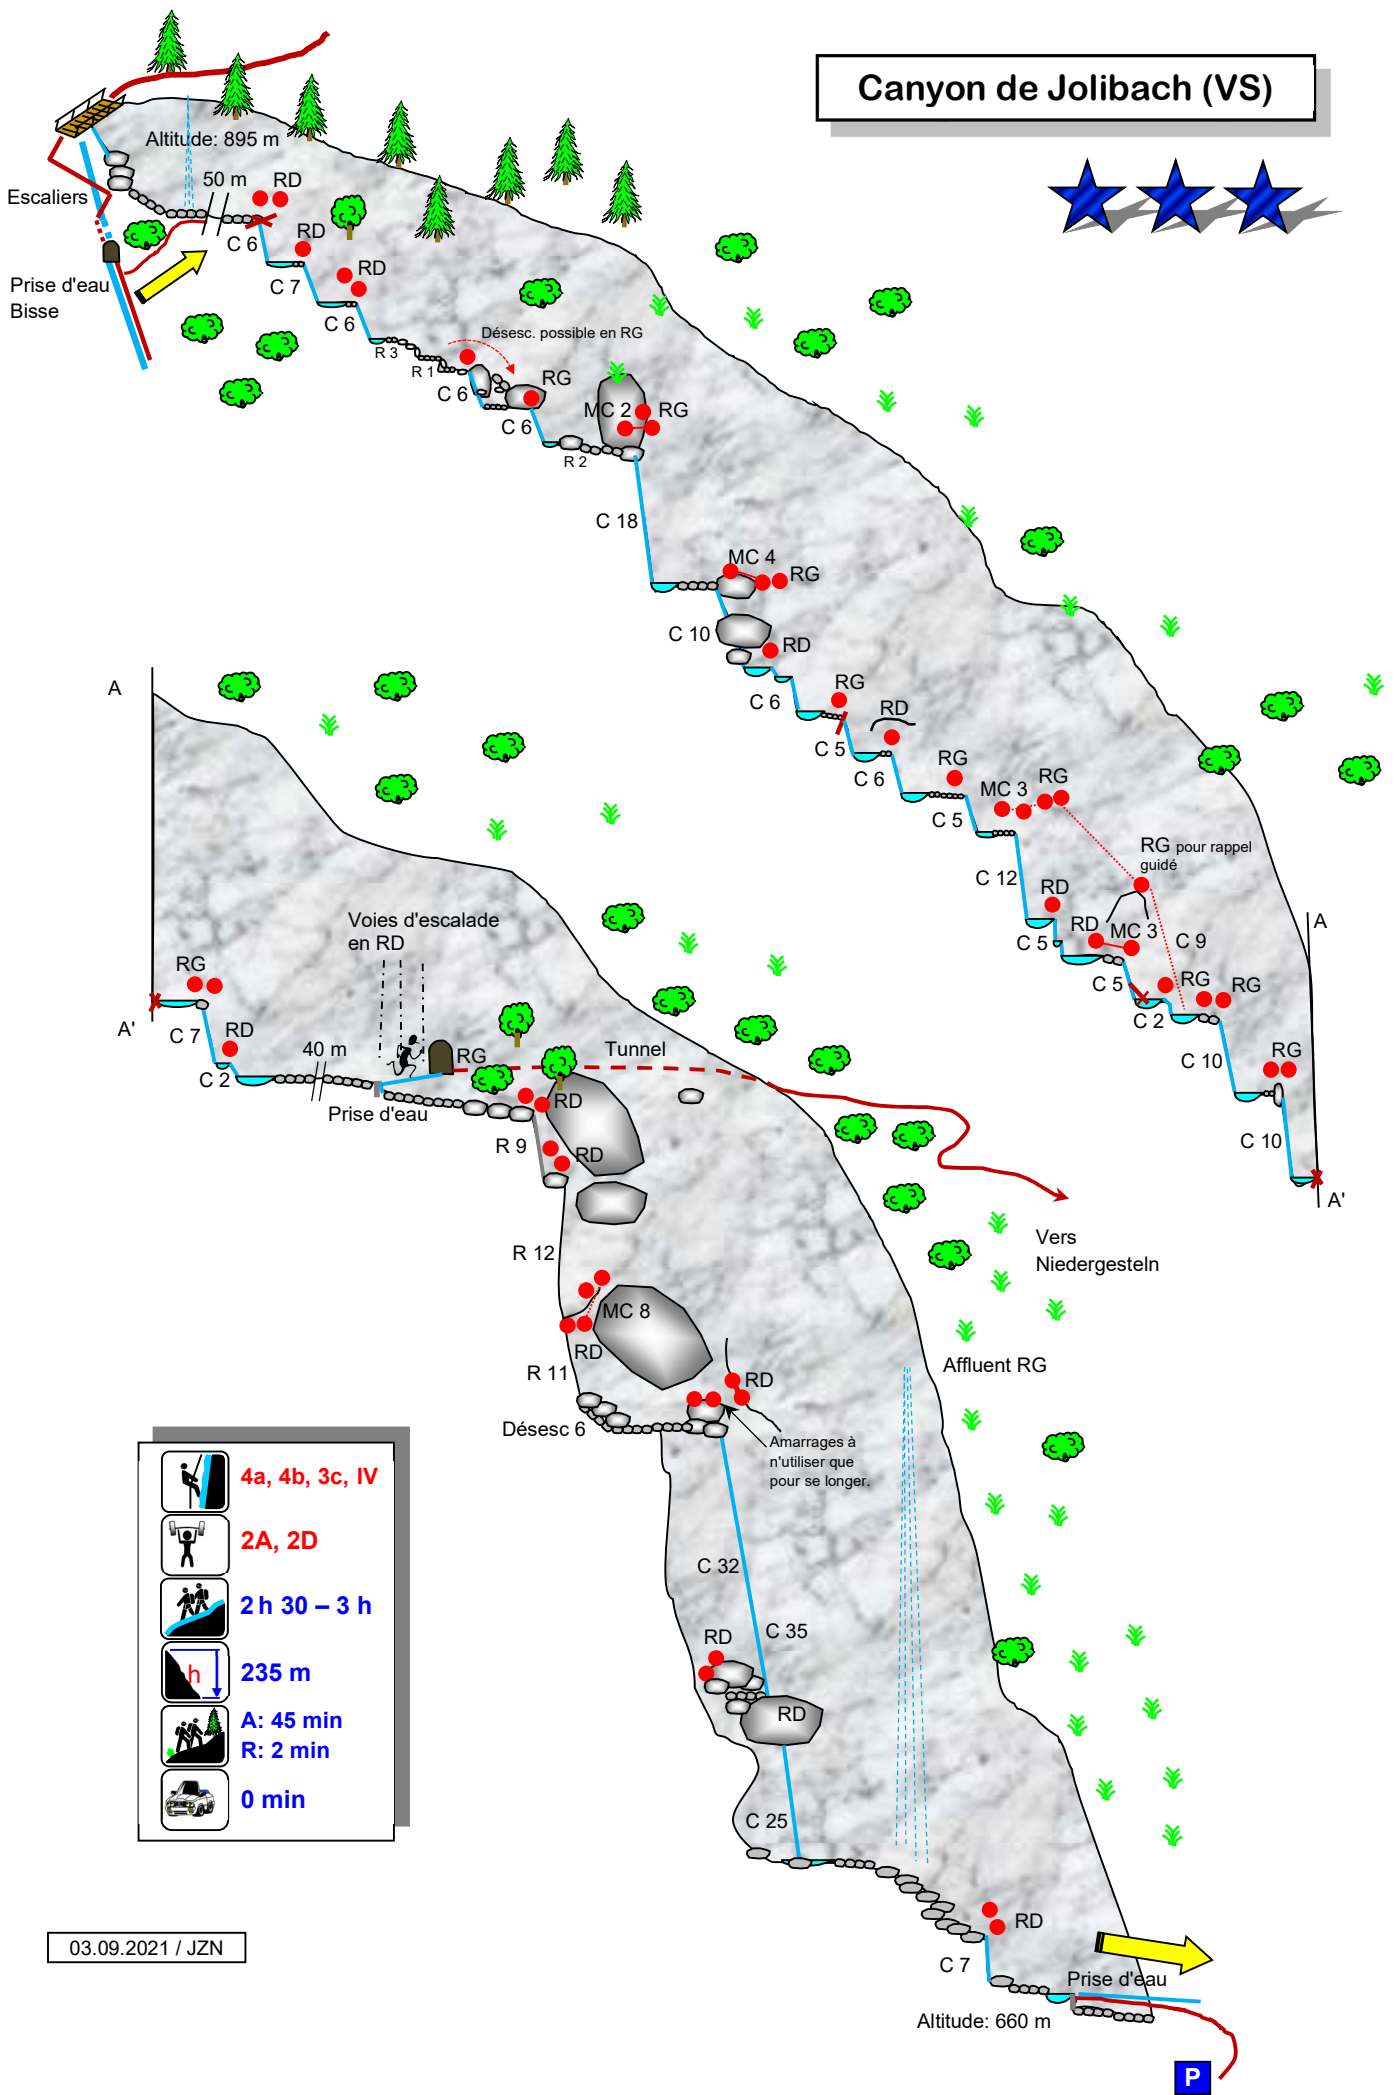 Canyon de Jolibach (VS)
Altitude: 895 m
50 m
RD
Escaliers
C 6
RD
Prise d'eau
Bisse
C 7
RD
C 6
R 3
Désesc. possible en RG
R 1
C 6
RG
C 6
MC 2
RG
R 2
C 18
MC 4
RG
C 10
RD
C 6
RG
C 5
RD
C 6
RG
C 5
MC 3
RG
C 12
RG pour rappel
guidé
RD
C 5
RD
MC 3
C 9
C 5
RG
C 2
RG
C 10
RG
C 10
A
A'
A
A'
RG
C 7
RD
C 2
40 m
Voies d'escalade
en RD
RG
Tunnel
Prise d'eau
RD
R 9
RD
R 12
MC 8
RD
R 11
Désesc 6
RD
Amarrages à
n'utiliser que
pour se longer.
Vers
Niedergesteln
Affluent RG
C 32
C 35
RD
RD
C 25
RD
C 7
Prise d'eau
Altitude: 660 m
P
4a, 4b, 3c, IV
2A, 2D
2 h 30 – 3 h
h
235 m
A: 45 min
R: 2 min
0 min
03.09.2021 / JZN